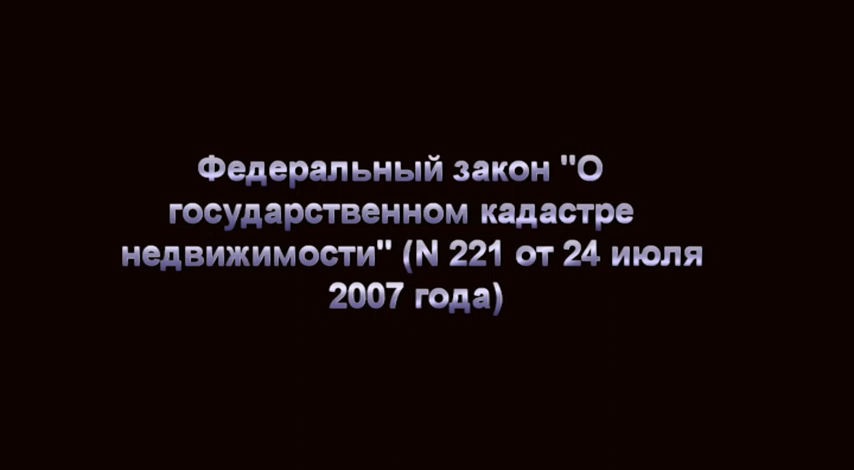 Федеральный закон "О
государственном кадастре
недвижимости" (N 221 от 24 июля
2007 года)